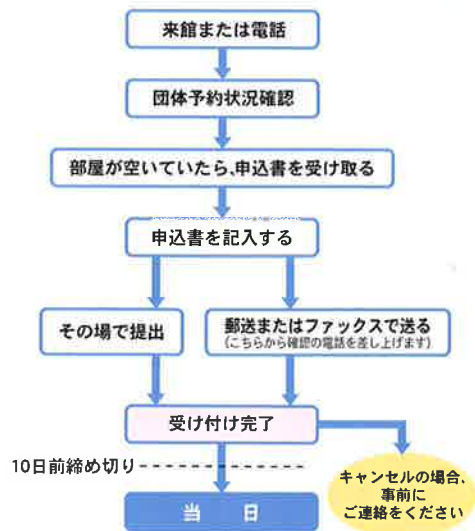 来館または電話
団体予約状況確認
部屋が空いていたら、申込書を受け取る
申込書を記入する
その場で提出
郵送またはファックスで送る
(こちらから確認の電話を差し上げます)
受け付け完了
10日前締め切り
キャンセルの場合、
事前に
ご連絡をください
当 日